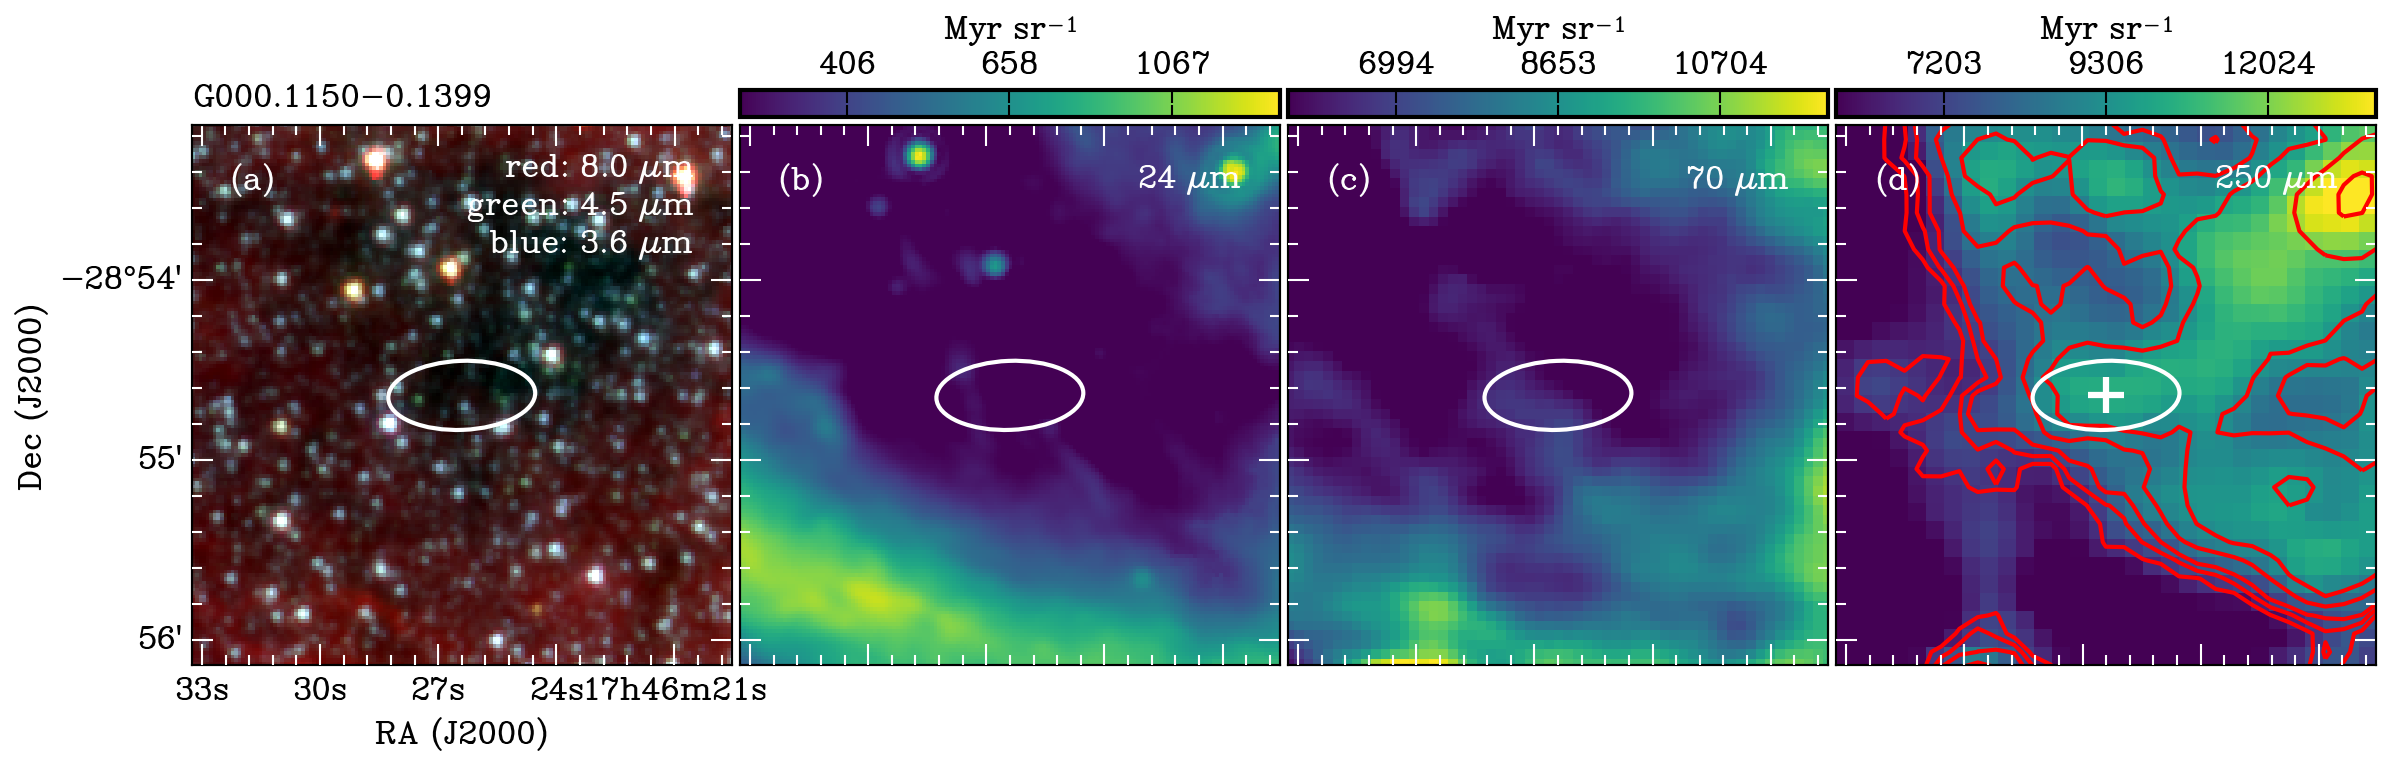 Myr sr⁻¹
406 658 1067
Myr sr⁻¹
6994 8653 10704
Myr sr⁻¹
7203 9306 12024
G000.1150−0.1399
(a)
red: 8.0 μm
green: 4.5 μm
blue: 3.6 μm
(b)
24 μm
(c)
70 μm
(d)
250 μm
Dec (J2000)
−28°54'
55'
56'
33s 30s 27s 24s17h46m21s
RA (J2000)